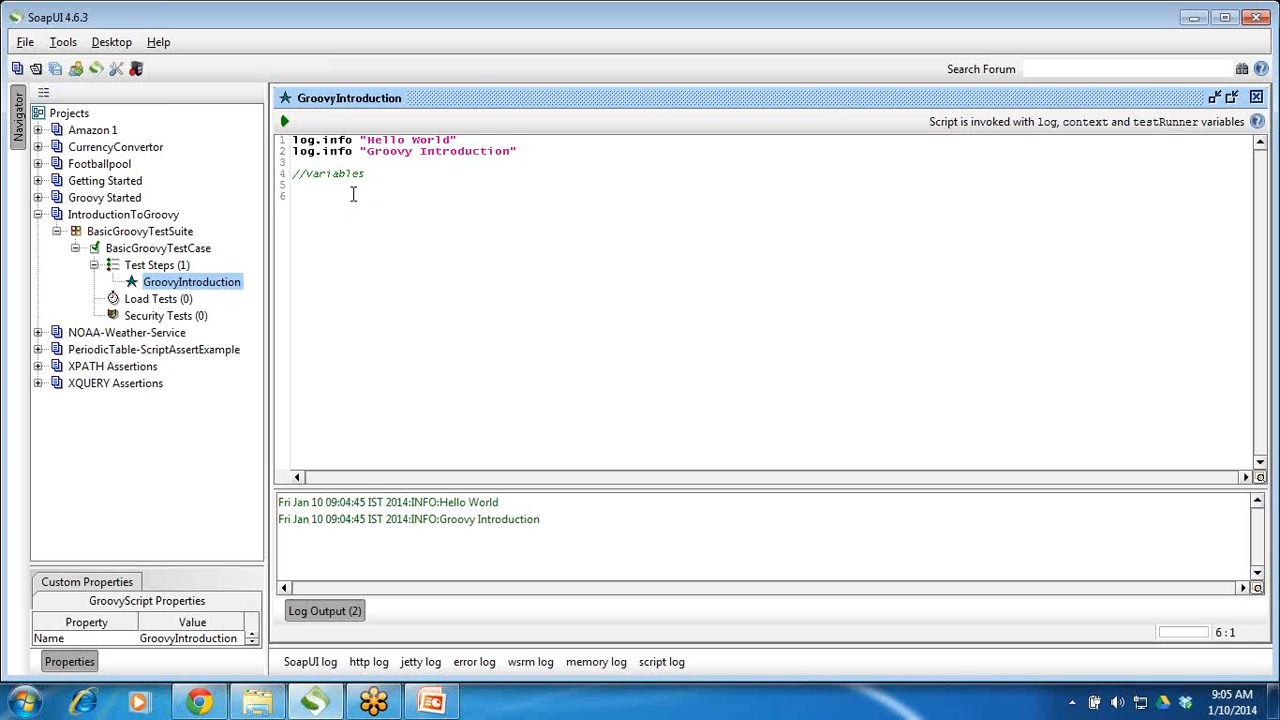 SoapUI 4.6.3
File Tools Desktop Help
Search Forum
Navigator
Projects
Amazon 1
CurrencyConvertor
Footballpool
Getting Started
Groovy Started
IntroductionToGroovy
BasicGroovyTestSuite
BasicGroovyTestCase
Test Steps (1)
GroovyIntroduction
Load Tests (0)
Security Tests (0)
NOAA-Weather-Service
PeriodicTable-ScriptAssertExample
XPATH Assertions
XQUERY Assertions
Custom Properties
GroovyScript Properties
Property Value
Name GroovyIntroduction
Properties
GroovyIntroduction
Script is invoked with log, context and testRunner variables
1 log.info "Hello World"
2 log.info "Groovy Introduction"
3
4 //Variables
5
6
Fri Jan 10 09:04:45 IST 2014:INFO:Hello World
Fri Jan 10 09:04:45 IST 2014:INFO:Groovy Introduction
Log Output (2)
6 : 1
SoapUI log http log jetty log error log wsrm log memory log script log
9:05 AM
1/10/2014